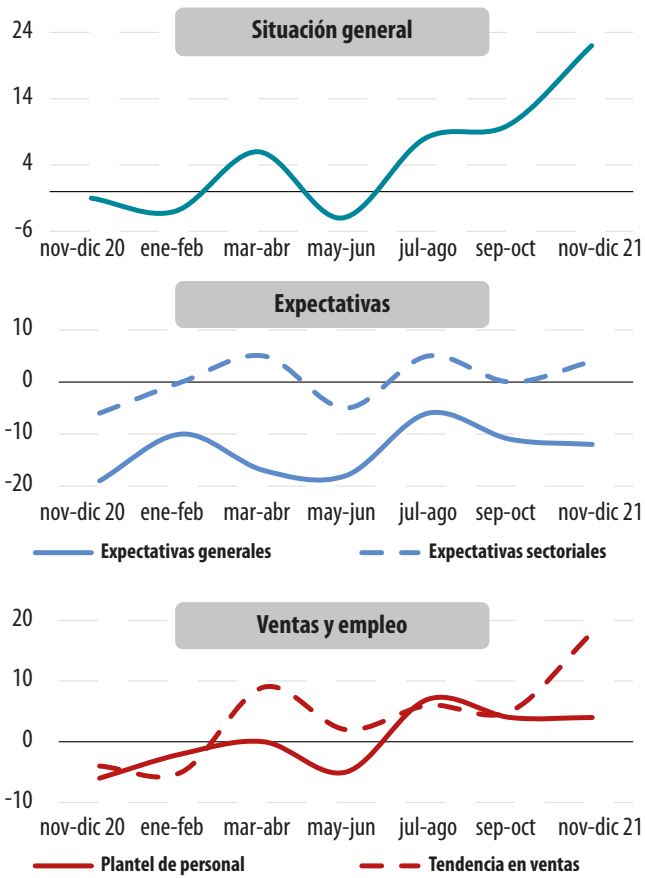 Situación general
24
14
4
-6
nov-dic 20 ene-feb mar-abr may-jun jul-ago sep-oct nov-dic 21
Expectativas
10
0
-10
-20
nov-dic 20 ene-feb mar-abr may-jun jul-ago sep-oct nov-dic 21
Expectativas generales Expectativas sectoriales
Ventas y empleo
20
10
0
-10
nov-dic 20 ene-feb mar-abr may-jun jul-ago sep-oct nov-dic 21
Plantel de personal Tendencia en ventas